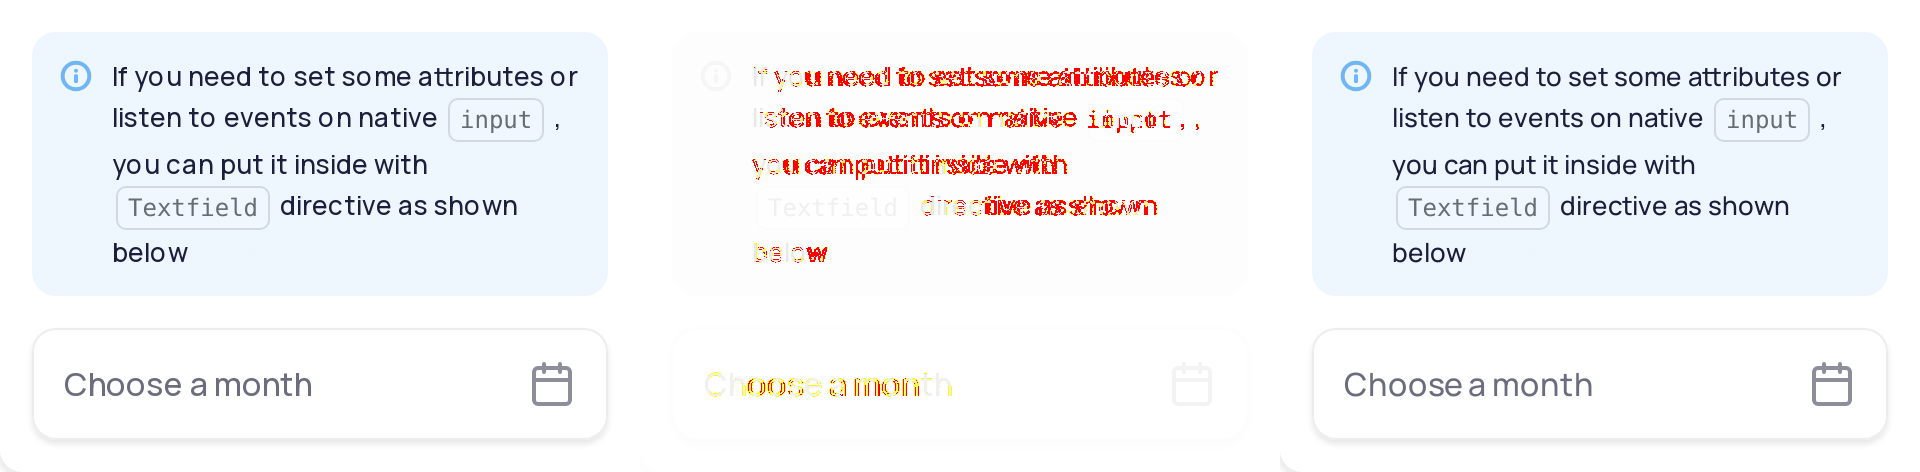 If you need to set some attributes or
listen to events on native input ,
you can put it inside with
Textfield directive as shown
below
Choose a month
If you need to set some attributes or
listen to events on native input ,
you can put it inside with
Textfield directive as shown
below
Choose a month
If you need to set some attributes or
listen to events on native input ,
you can put it inside with
Textfield directive as shown
below
Choose a month